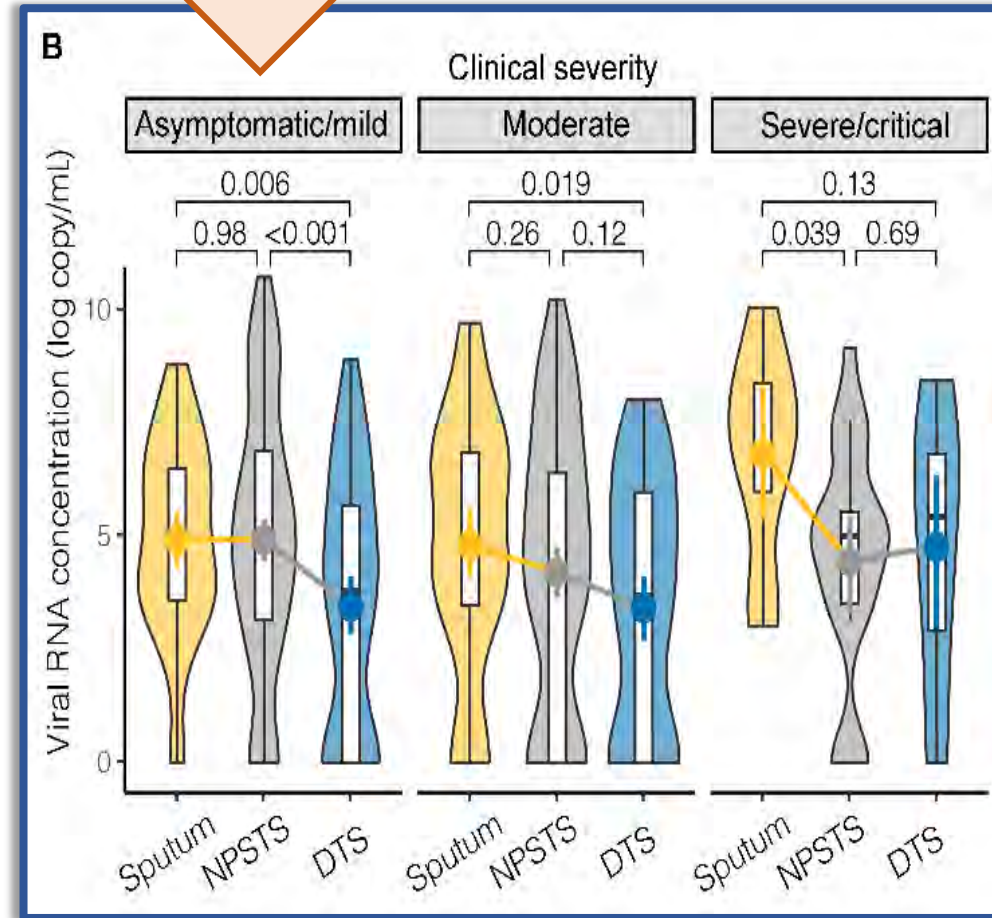 B
Clinical severity
Asymptomatic/mild Moderate Severe/critical
0.006 0.019 0.13
0.98 <0.001 0.26 0.12 0.039 0.69
Viral RNA concentration (log copy/mL)
10
5
0
Sputum NPSTS DTS Sputum NPSTS DTS Sputum NPSTS DTS